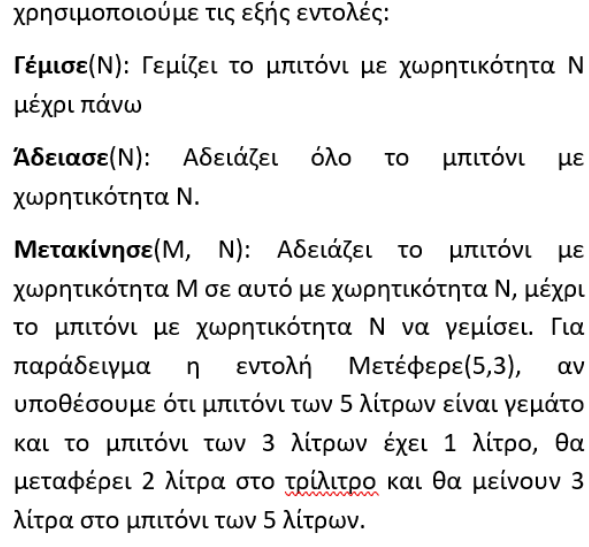 χρησιμοποιούμε τις εξής εντολές:
Γέμισε(Ν): Γεμίζει το μπιτόνι με χωρητικότητα Ν
μέχρι πάνω
Άδειασε(Ν): Αδειάζει όλο το μπιτόνι με
χωρητικότητα Ν.
Μετακίνησε(Μ, Ν): Αδειάζει το μπιτόνι με
χωρητικότητα Μ σε αυτό με χωρητικότητα Ν, μέχρι
το μπιτόνι με χωρητικότητα Ν να γεμίσει. Για
παράδειγμα η εντολή Μετέφερε(5,3), αν
υποθέσουμε ότι μπιτόνι των 5 λίτρων είναι γεμάτο
και το μπιτόνι των 3 λίτρων έχει 1 λίτρο, θα
μεταφέρει 2 λίτρα στο τρίλιτρο και θα μείνουν 3
λίτρα στο μπιτόνι των 5 λίτρων.